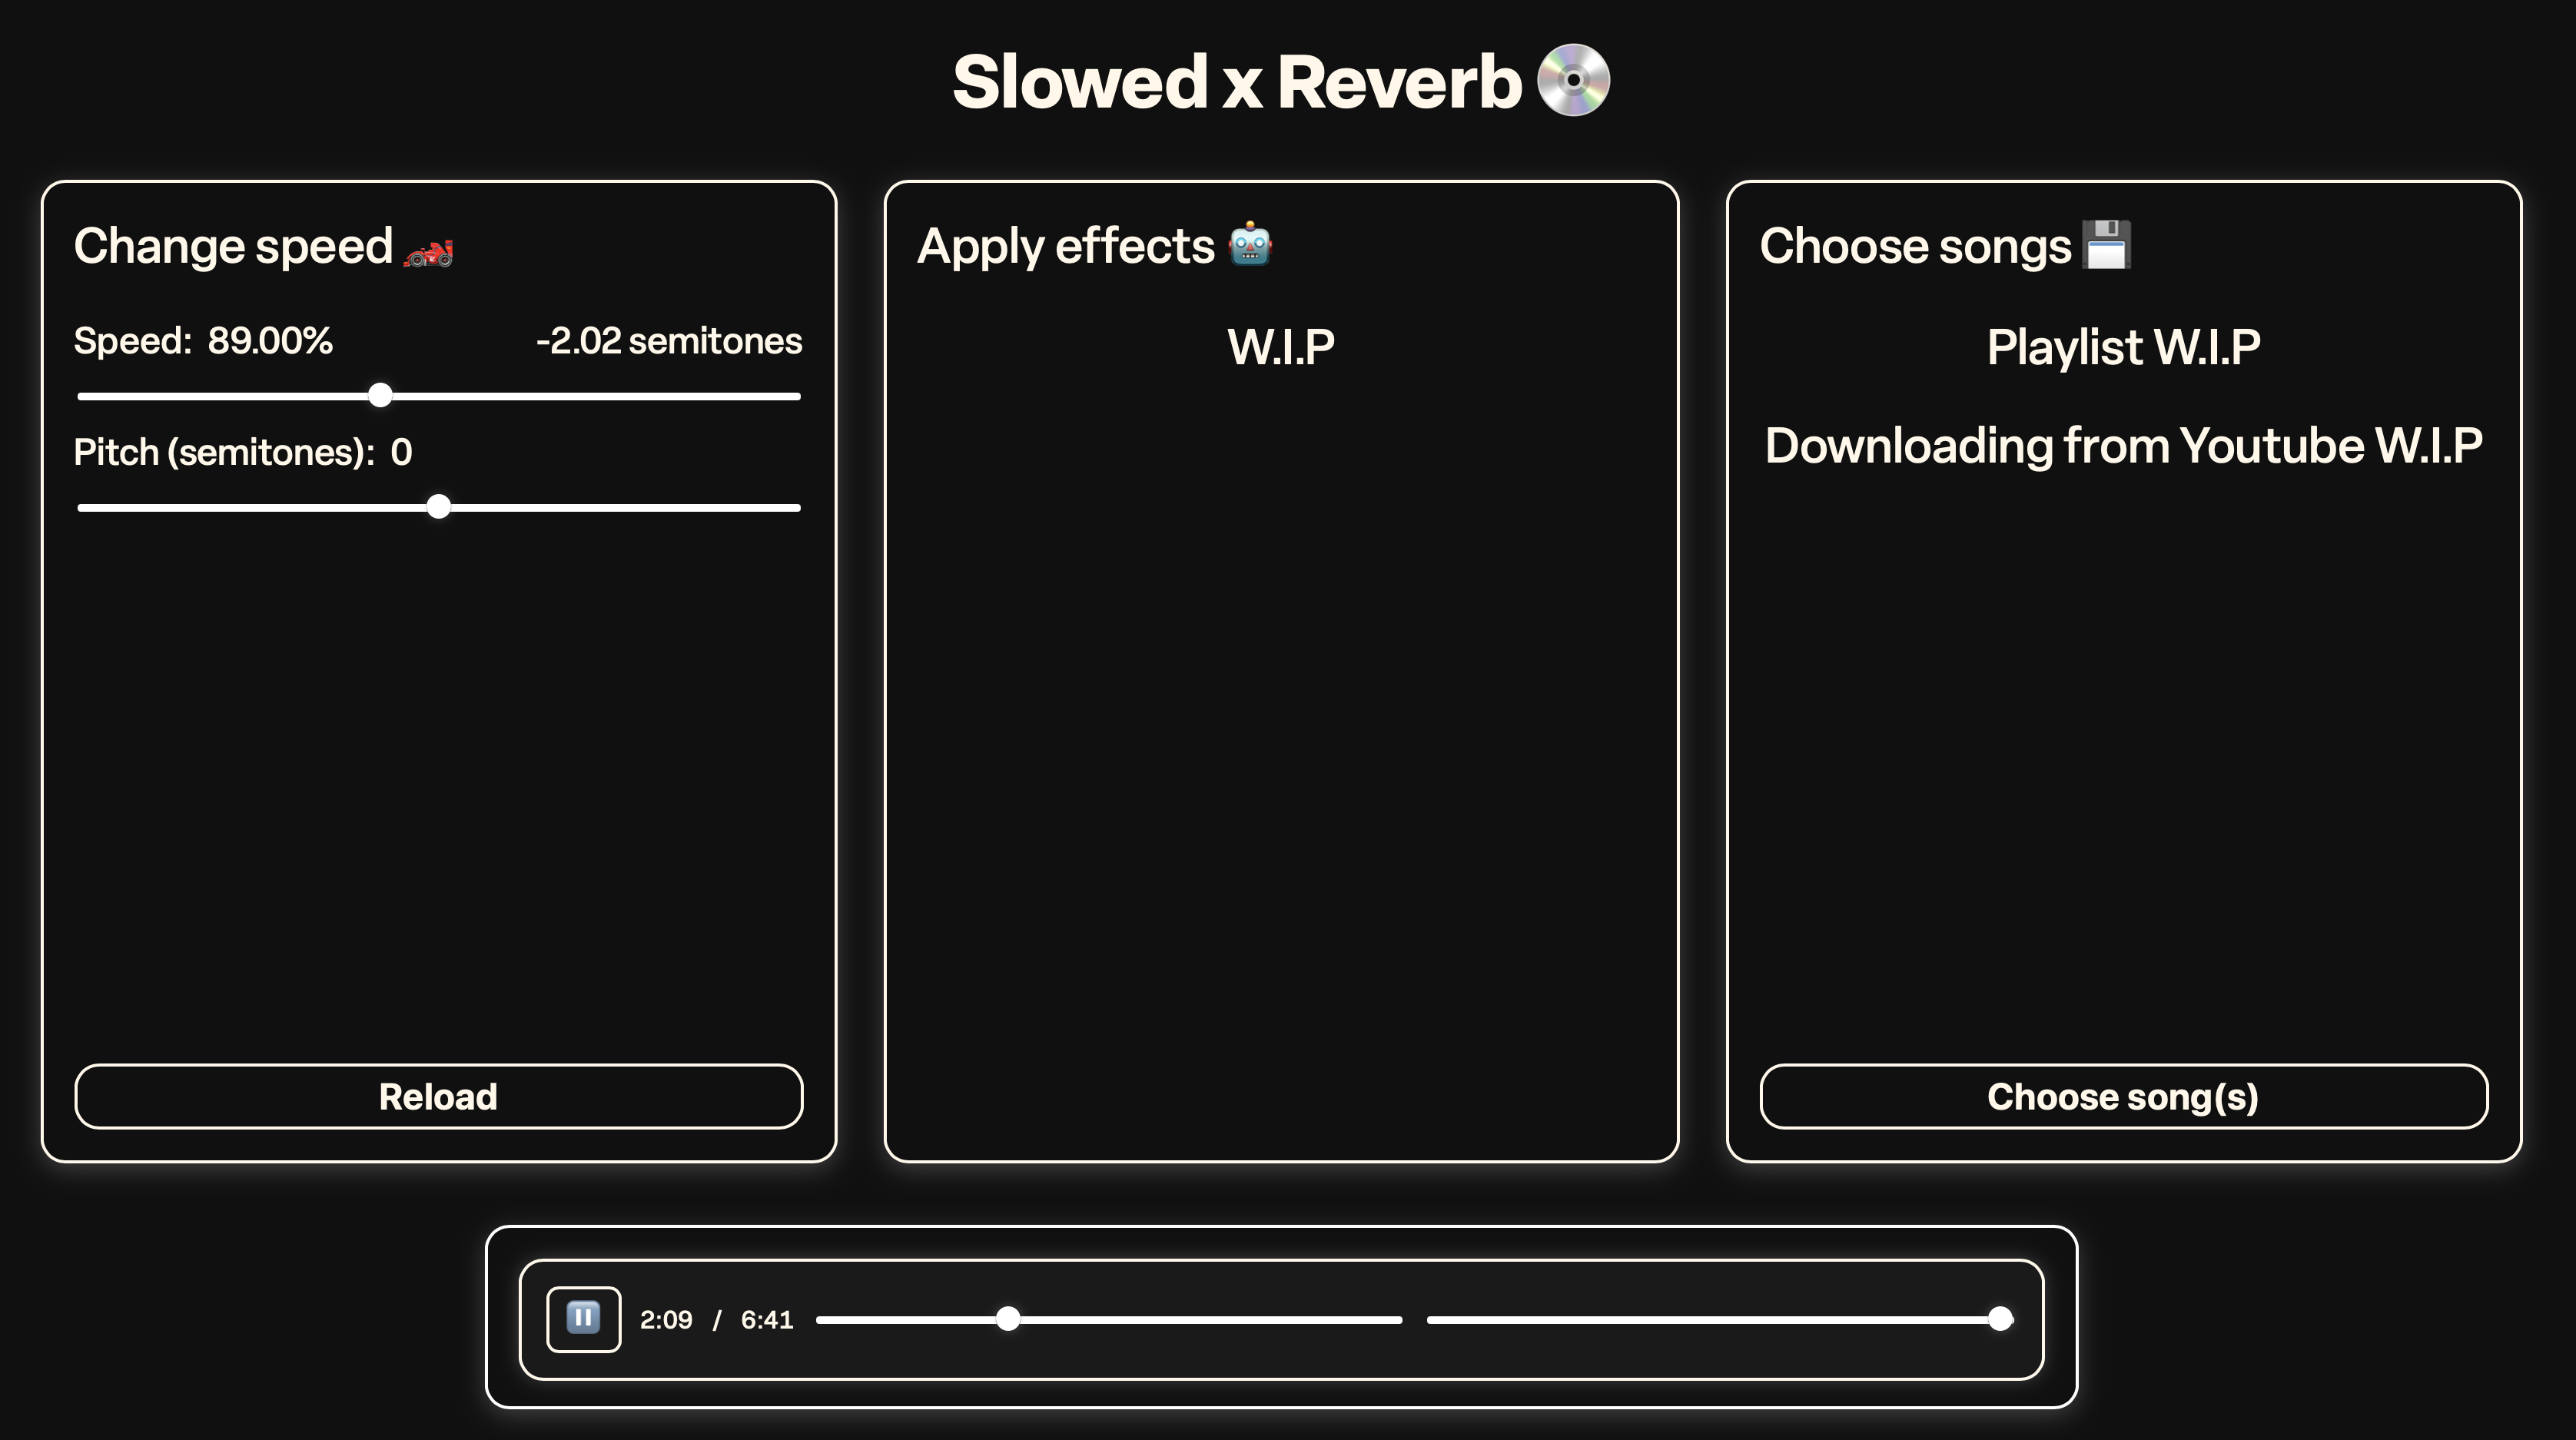 Slowed x Reverb
Change speed
Speed: 89.00% -2.02 semitones
Pitch (semitones): 0
Reload
Apply effects
W.I.P
Choose songs
Playlist W.I.P
Downloading from Youtube W.I.P
Choose song(s)
2:09 / 6:41